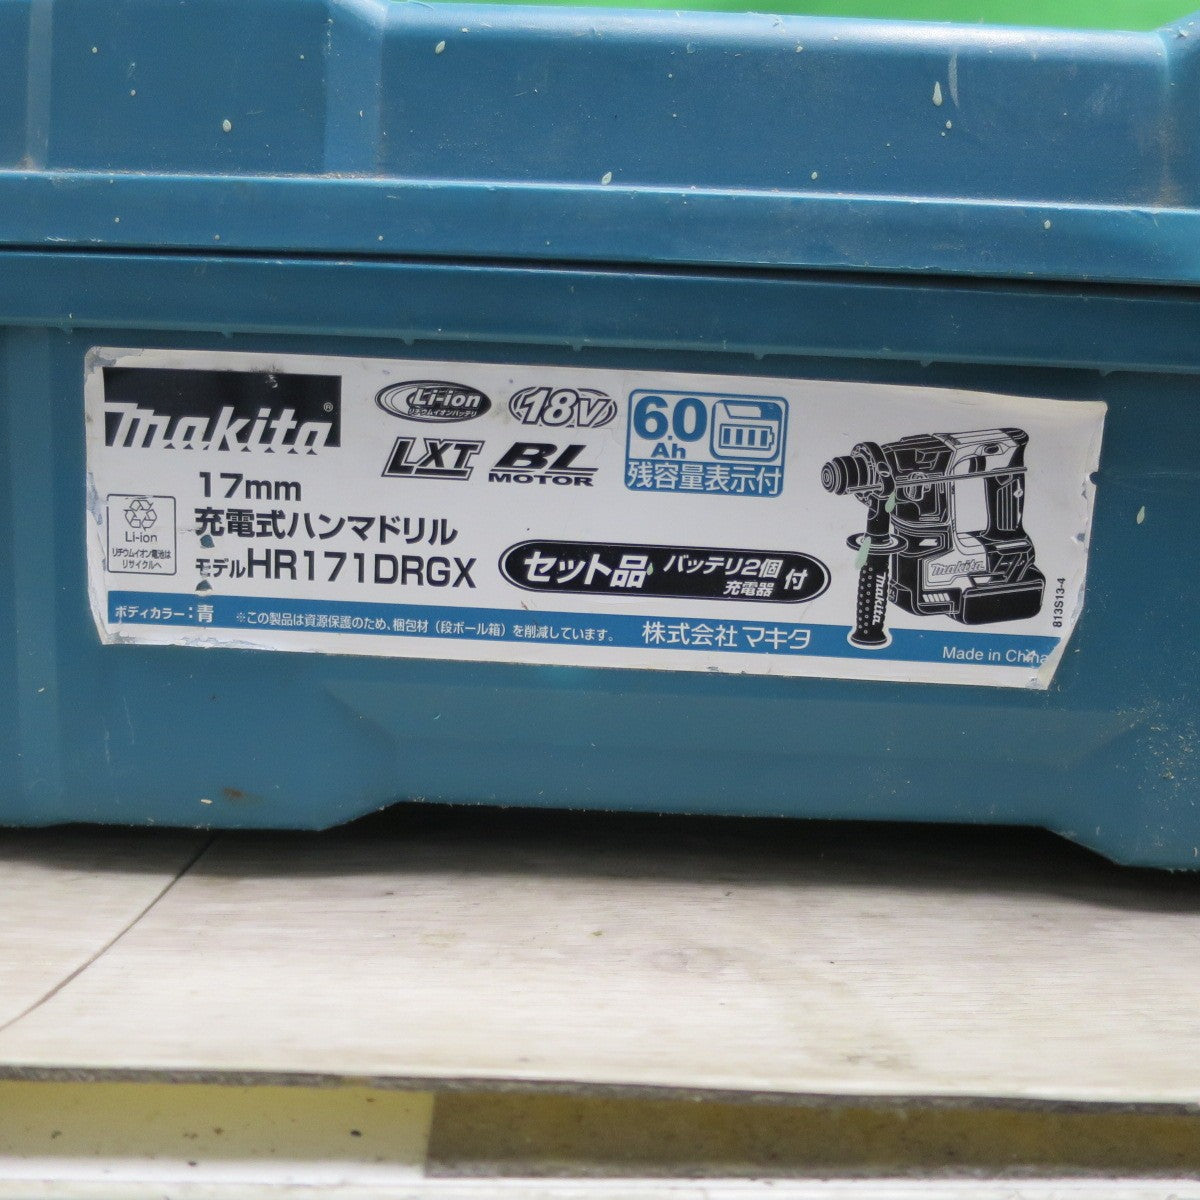 makita®
Li-ion
リチウムイオンバッテリ
18V
LXT
BL
MOTOR
6.0
Ah
残容量表示付
17mm
充電式ハンマドリル
モデルHR171DRGX
Li-ion
リチウムイオン電池は
リサイクルへ
セット品 バッテリ2個
充電器 付
makita
makita
813S13-4
ボディカラー:青 ※この製品は資源保護のため、梱包材(段ボール箱)を削減しています。 株式会社マキタ
Made in China